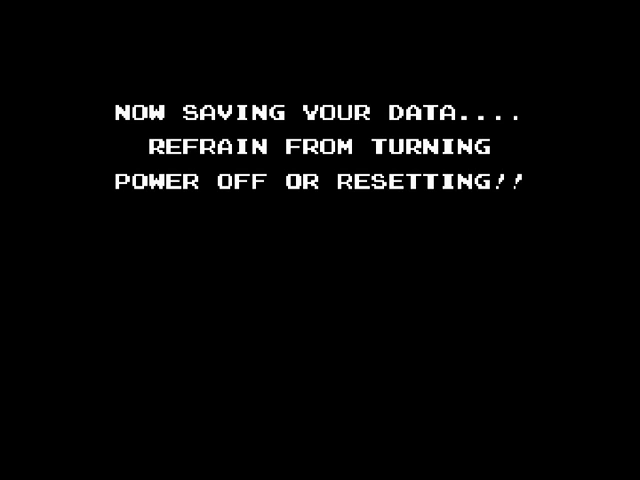 NOW SAVING YOUR DATA....
REFRAIN FROM TURNING
POWER OFF OR RESETTING!!